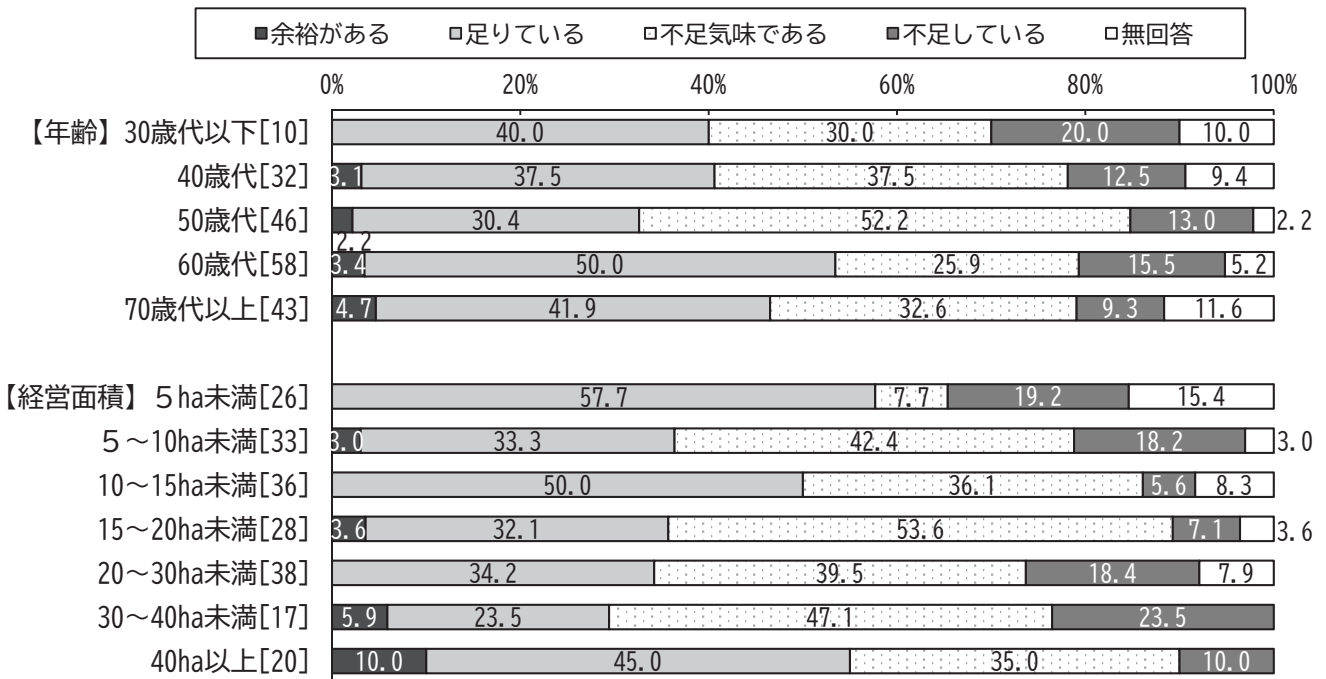 ■余裕がある □足りている □不足気味である ■不足している □無回答
0% 20% 40% 60% 80% 100%
【年齢】30歳代以下[10] 40.0 30.0 20.0 10.0
40歳代[32] 3.1 37.5 37.5 12.5 9.4
50歳代[46] 2.2 30.4 52.2 13.0 2.2
60歳代[58] 3.4 50.0 25.9 15.5 5.2
70歳代以上[43] 4.7 41.9 32.6 9.3 11.6
【経営面積】５ha未満[26] 57.7 7.7 19.2 15.4
５～10ha未満[33] 3.0 33.3 42.4 18.2 3.0
10～15ha未満[36] 50.0 36.1 5.6 8.3
15～20ha未満[28] 3.6 32.1 53.6 7.1 3.6
20～30ha未満[38] 34.2 39.5 18.4 7.9
30～40ha未満[17] 5.9 23.5 47.1 23.5
40ha以上[20] 10.0 45.0 35.0 10.0